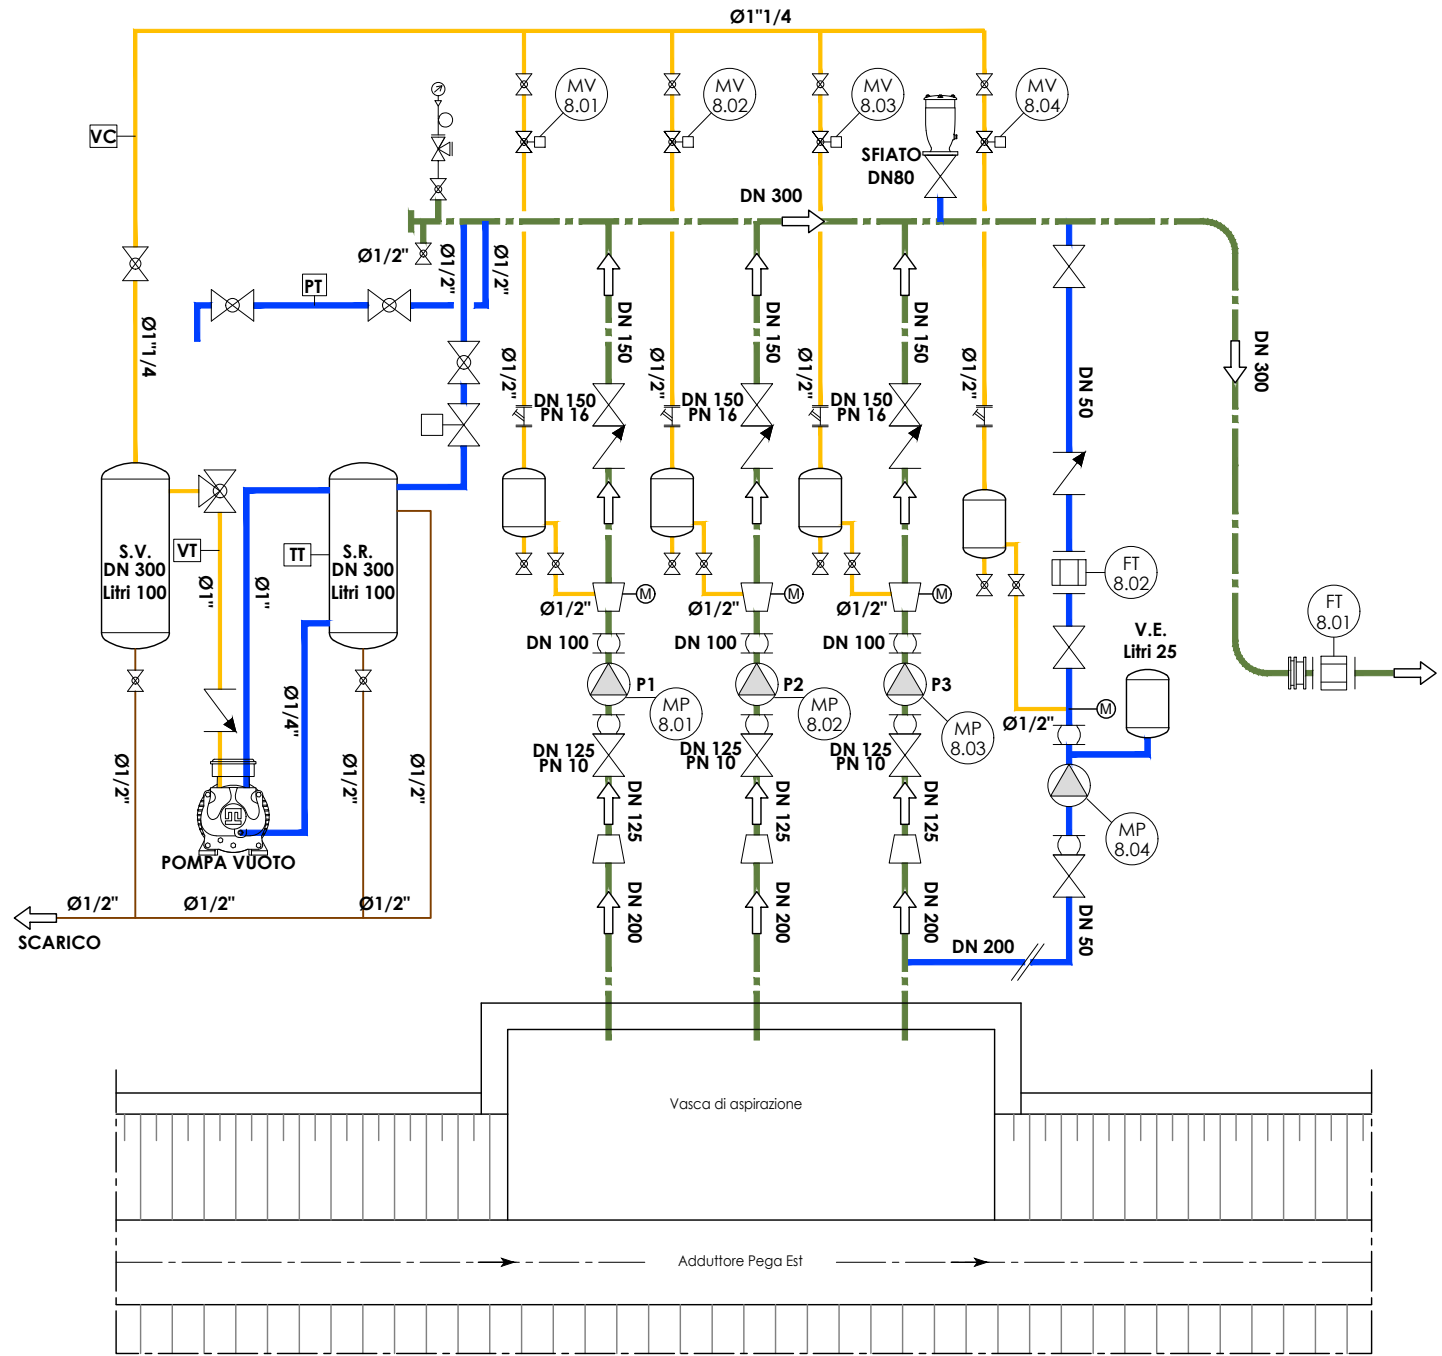 Ø1"1/4
MV
8.01
MV
8.02
MV
8.03
MV
8.04
VC
SFIATO
DN80
DN 300
Ø1/2"
Ø1/2"
Ø1/2"
PT
Ø1"1/4
DN 150
DN 150
DN 150
DN 50
DN 300
Ø1/2"
Ø1/2"
Ø1/2"
Ø1/2"
DN 150
PN 16
DN 150
PN 16
DN 150
PN 16
S.V.
DN 300
Litri 100
VT
TT
S.R.
DN 300
Litri 100
Ø1"
Ø1"
FT
8.02
M
M
M
Ø1/2"
Ø1/2"
Ø1/2"
FT
8.01
DN 100
DN 100
DN 100
V.E.
Litri 25
P1
P2
P3
MP
8.01
MP
8.02
MP
8.03
Ø1/4"
Ø1/2"
M
DN 125
PN 10
DN 125
PN 10
DN 125
PN 10
Ø1/2"
Ø1/2"
Ø1/2"
DN 125
DN 125
DN 125
MP
8.04
POMPA VUOTO
Ø1/2"
Ø1/2"
Ø1/2"
DN 200
DN 200
DN 200
DN 50
SCARICO
DN 200
Vasca di aspirazione
Adduttore Pega Est